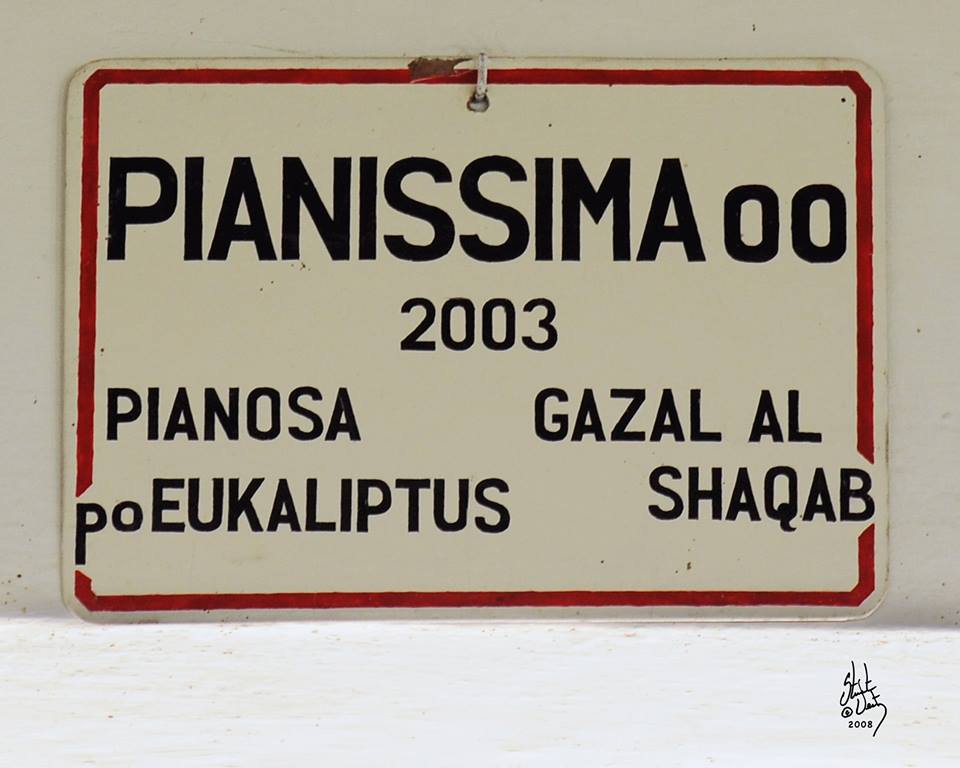 PIANISSIMA oo
2003
PIANOSA GAZAL AL
po EUKALIPTUS SHAQAB
© 2008